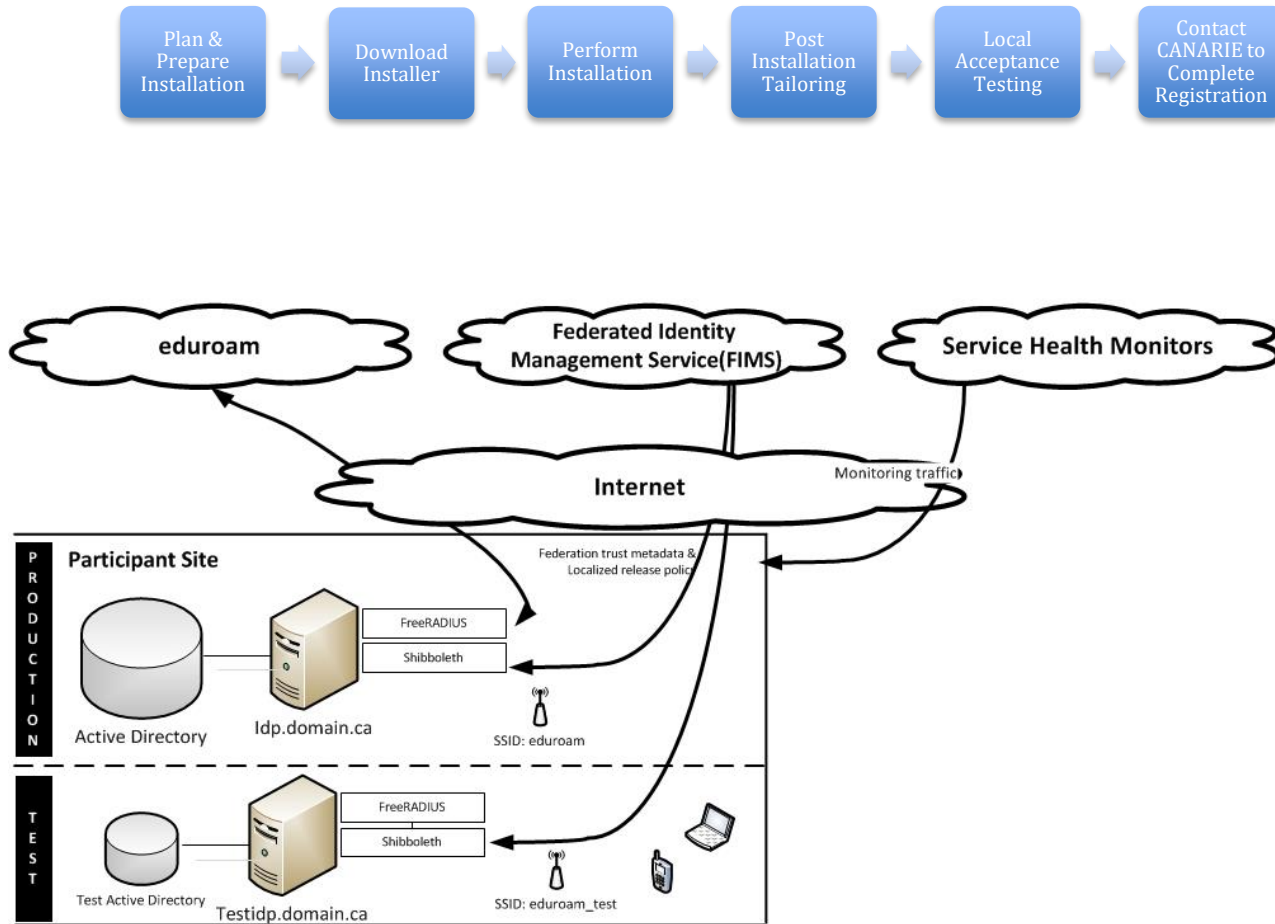 Plan &
Prepare
Installation
Download
Installer
Perform
Installation
Post
Installation
Tailoring
Local
Acceptance
Testing
Contact
CANARIE to
Complete
Registration
eduroam
Federated Identity
Management Service(FIMS)
Service Health Monitors
Internet
Monitoring traffic
PRODUCTION
Participant Site
Federation trust metadata &
Localized release policy
FreeRADIUS
Shibboleth
Active Directory
Idp.domain.ca
SSID: eduroam
TEST
FreeRADIUS
Shibboleth
Test Active Directory
Testidp.domain.ca
SSID: eduroam_test